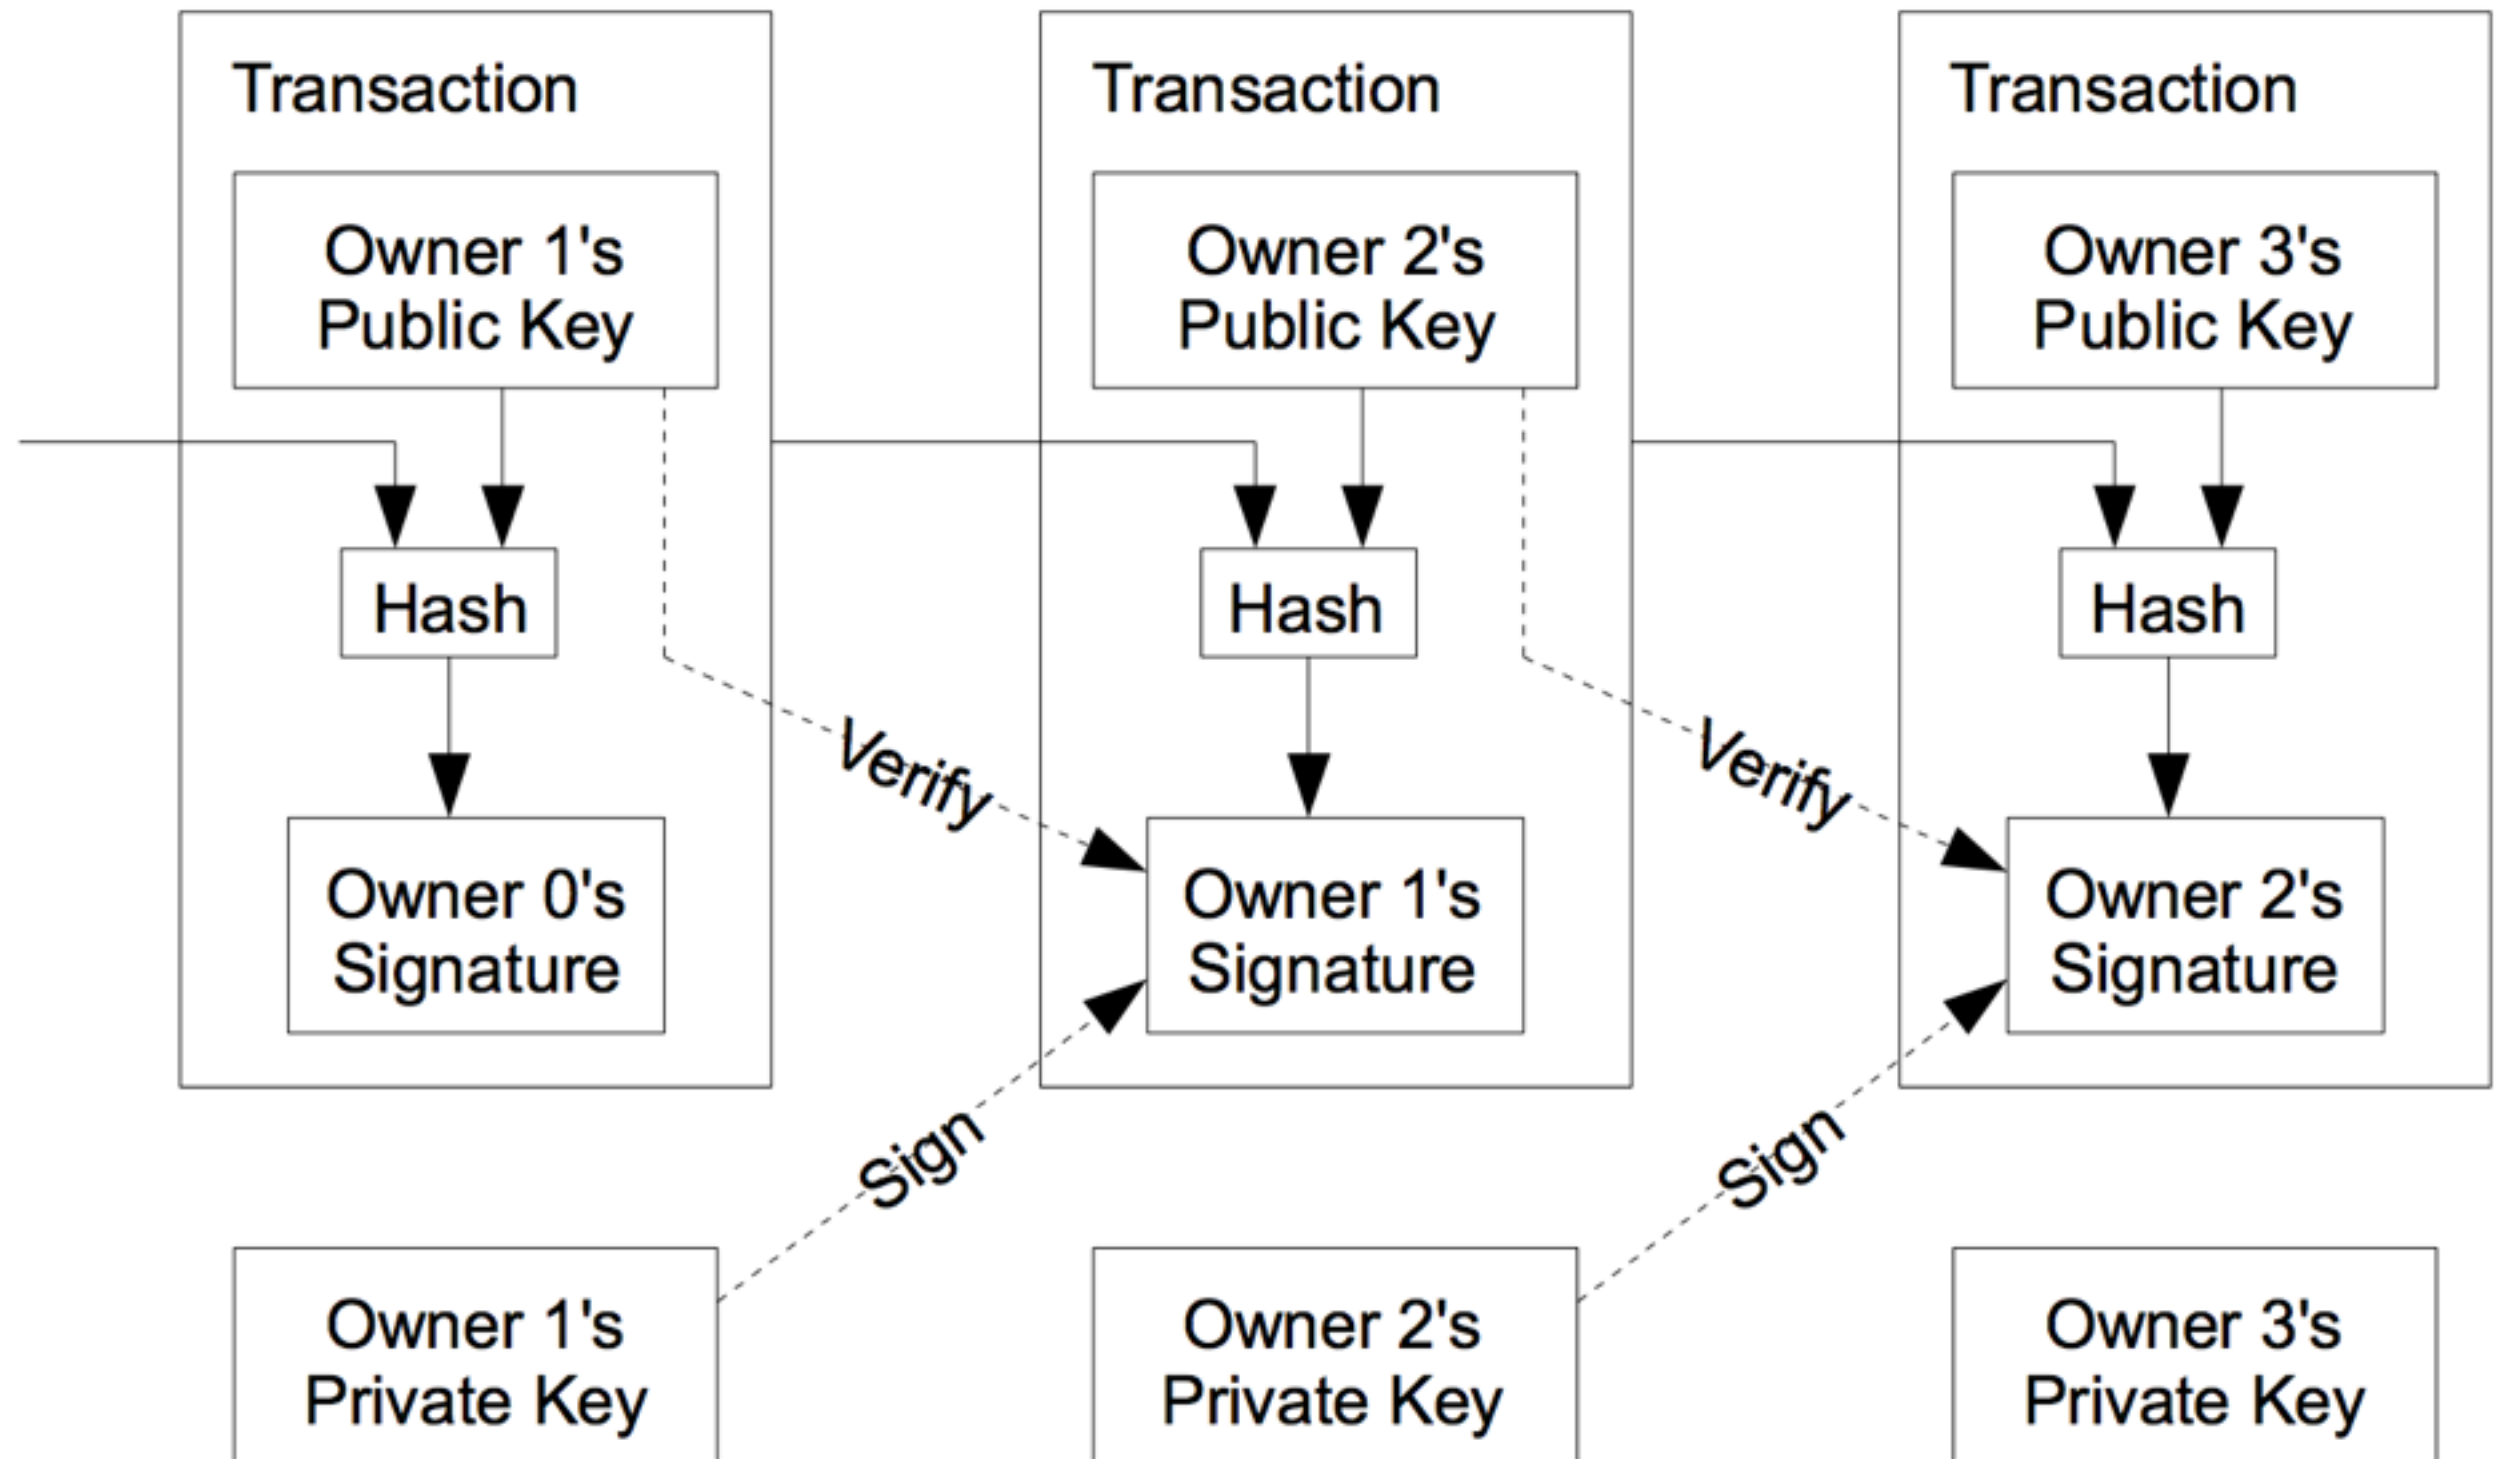 Transaction
Owner 1's
Public Key
Hash
Owner 0's
Signature
Transaction
Owner 2's
Public Key
Hash
Owner 1's
Signature
Transaction
Owner 3's
Public Key
Hash
Owner 2's
Signature
Verify
Verify
Sign
Sign
Owner 1's
Private Key
Owner 2's
Private Key
Owner 3's
Private Key